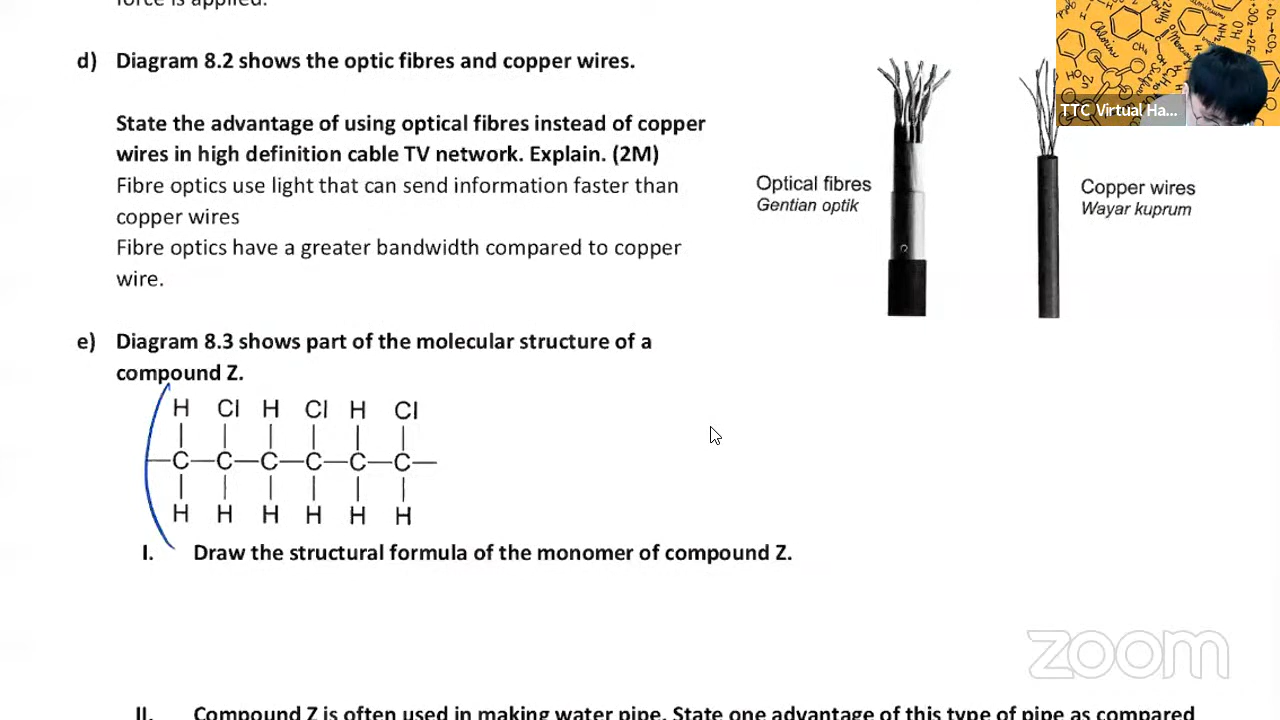 force is applied.
d) Diagram 8.2 shows the optic fibres and copper wires.
State the advantage of using optical fibres instead of copper
wires in high definition cable TV network. Explain. (2M)
Fibre optics use light that can send information faster than
copper wires
Fibre optics have a greater bandwidth compared to copper
wire.
Optical fibres
Gentian optik
Copper wires
Wayar kuprum
TTC Virtual Ha...
e) Diagram 8.3 shows part of the molecular structure of a
compound Z.
H Cl H Cl H Cl
—C—C—C—C—C—C—
H H H H H H
I. Draw the structural formula of the monomer of compound Z.
zoom
II. Compound Z is often used in making water pipe. State one advantage of this type of pipe as compared